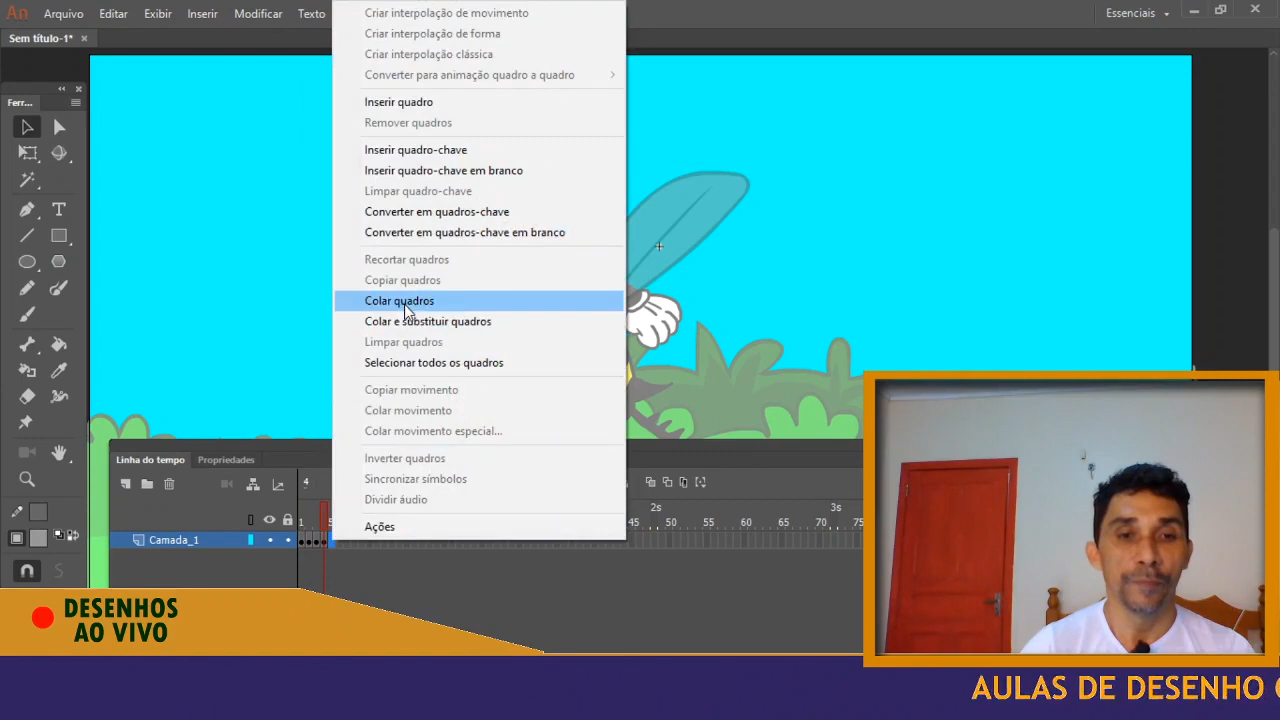 An
Arquivo
Editar
Exibir
Inserir
Modificar
Texto
Essenciais
Sem título-1*
Ferr...
Criar interpolação de movimento
Criar interpolação de forma
Criar interpolação clássica
Converter para animação quadro a quadro
Inserir quadro
Remover quadros
Inserir quadro-chave
Inserir quadro-chave em branco
Limpar quadro-chave
Converter em quadros-chave
Converter em quadros-chave em branco
Recortar quadros
Copiar quadros
Colar quadros
Colar e substituir quadros
Limpar quadros
Selecionar todos os quadros
Copiar movimento
Colar movimento
Colar movimento especial...
Inverter quadros
Sincronizar símbolos
Dividir áudio
Ações
Linha do tempo
Propriedades
4
2s
3s
1
45
50
55
60
65
70
75
Camada_1
DESENHOS
AO VIVO
AULAS DE DESENHO